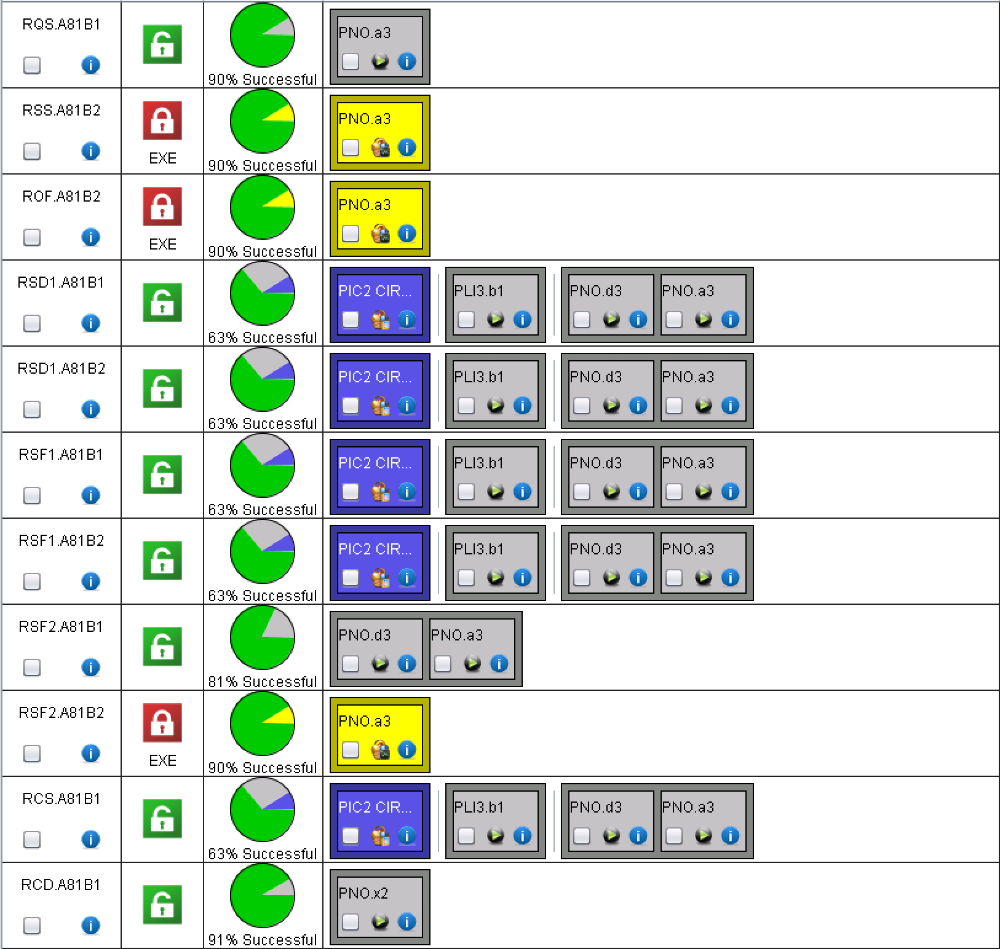 RQS.A81B1
90% Successful
PNO.a3
RSS.A81B2
EXE
90% Successful
PNO.a3
ROF.A81B2
EXE
90% Successful
PNO.a3
RSD1.A81B1
63% Successful
PIC2 CIR... PLI3.b1 PNO.d3 PNO.a3
RSD1.A81B2
63% Successful
PIC2 CIR... PLI3.b1 PNO.d3 PNO.a3
RSF1.A81B1
63% Successful
PIC2 CIR... PLI3.b1 PNO.d3 PNO.a3
RSF1.A81B2
63% Successful
PIC2 CIR... PLI3.b1 PNO.d3 PNO.a3
RSF2.A81B1
81% Successful
PNO.d3 PNO.a3
RSF2.A81B2
EXE
90% Successful
PNO.a3
RCS.A81B1
63% Successful
PIC2 CIR... PLI3.b1 PNO.d3 PNO.a3
RCD.A81B1
91% Successful
PNO.x2